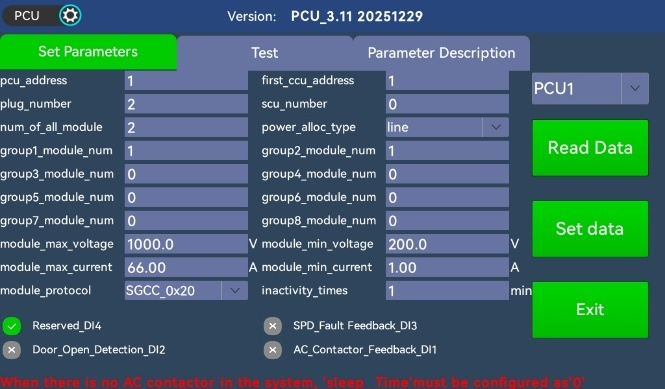 PCU Version: PCU_3.11 20251229
Set Parameters Test Parameter Description
pcu_address 1 first_ccu_address 1
PCU1
plug_number 2 scu_number 0
num_of_all_module 2 power_alloc_type line
Read Data
group1_module_num 1 group2_module_num 1
group3_module_num 0 group4_module_num 0
group5_module_num 0 group6_module_num 0
group7_module_num 0 group8_module_num 0
Set data
module_max_voltage 1000.0 V module_min_voltage 200.0 V
module_max_current 66.00 A module_min_current 1.00 A
module_protocol SGCC_0x20 inactivity_times 1 min
Exit
Reserved_DI4 SPD_Fault Feedback_DI3
Door_Open_Detection_DI2 AC_Contactor_Feedback_DI1
When there is no AC contactor in the system, 'sleep_Time'must be configured as'0'